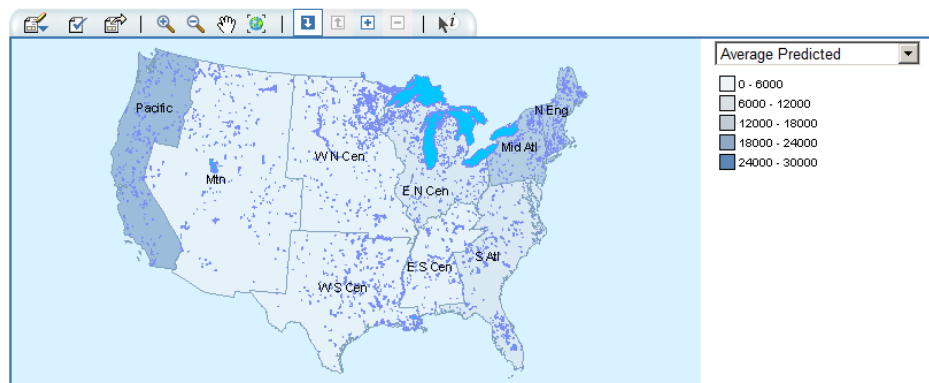 Average Predicted
0 - 6000
6000 - 12000
12000 - 18000
18000 - 24000
24000 - 30000
Pacific
N Eng
Mid Atl
W N Cen
Mtn
E N Cen
S Atl
E S Cen
W S Cen